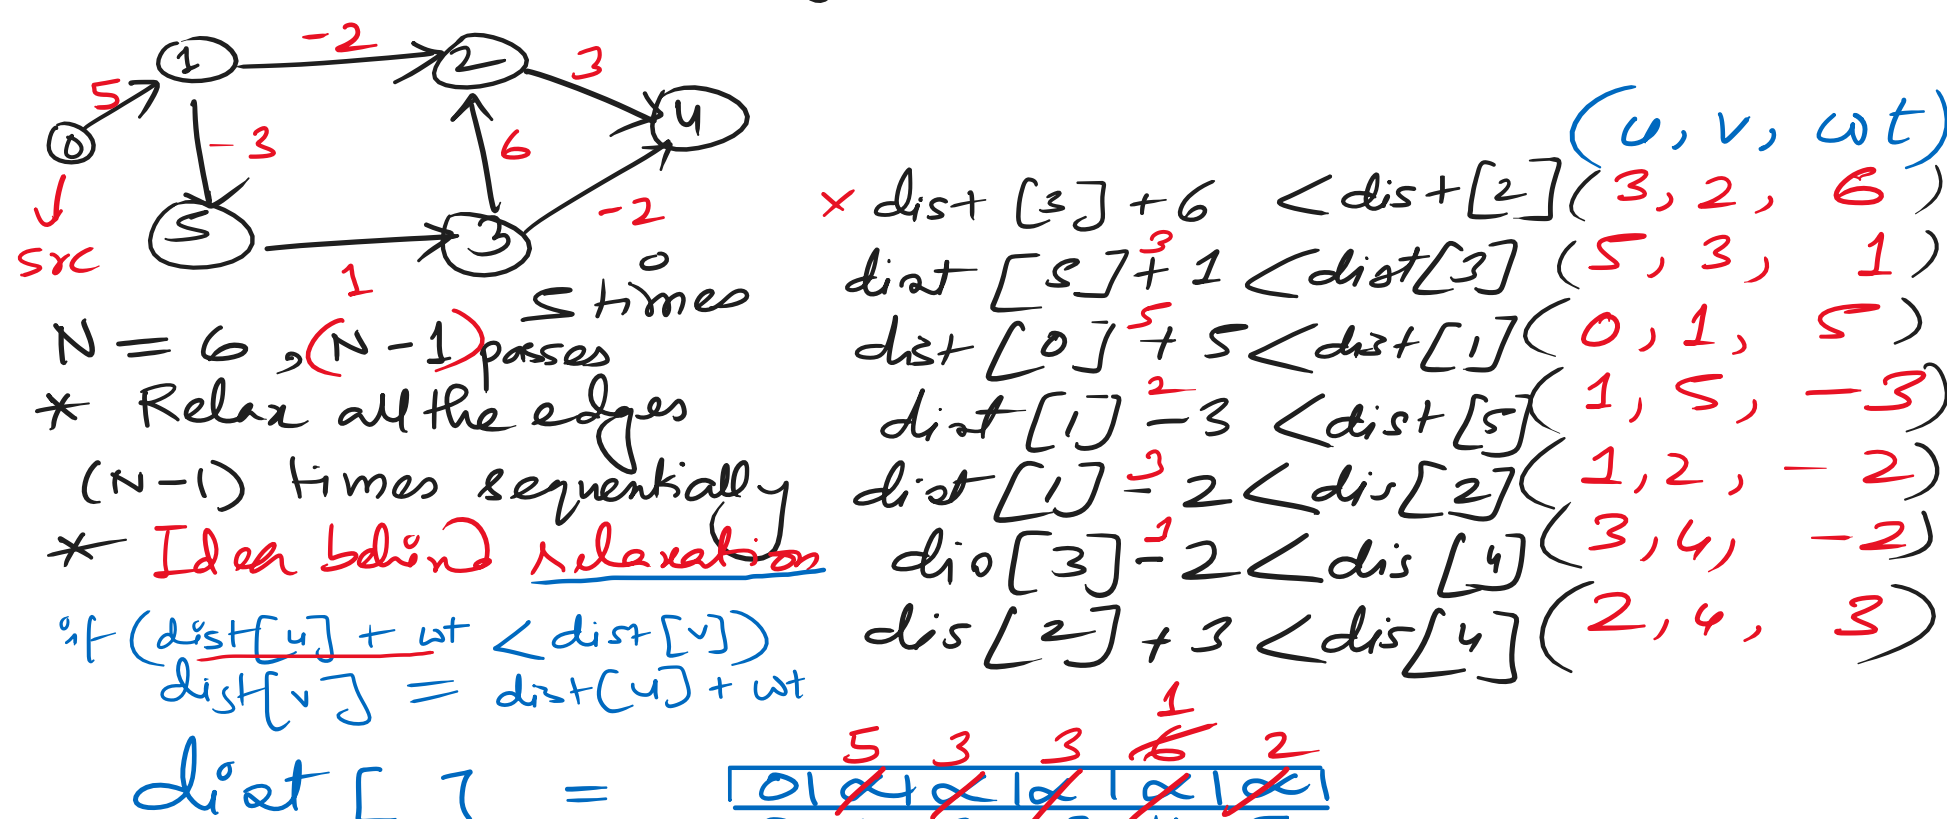 -2
1
2
3
5
4
0
-3
6
5
3
-2
src
1
5 times
N = 6, (N-1) passes
* Relax all the edges
(N-1) times sequentially
* Idea behind relaxation
if (dist[u] + wt < dist[v])
dist[v] = dist[u] + wt
(u, v, wt)
x dist [3] + 6 < dist[2] (3, 2, 6)
3
dist [5] + 1 < dist[3] (5, 3, 1)
5
dist [0] + 5 < dist[1] (0, 1, 5)
2
dist [1] - 3 < dist[5] (1, 5, -3)
3
dist [1] - 2 < dis[2] (1, 2, -2)
1
dis[3] - 2 < dis[4] (3, 4, -2)
dis[2] + 3 < dis[4] (2, 4, 3)
1
5 3 3 6 2
dist [ ] = 0 | α | α | α | α | α |